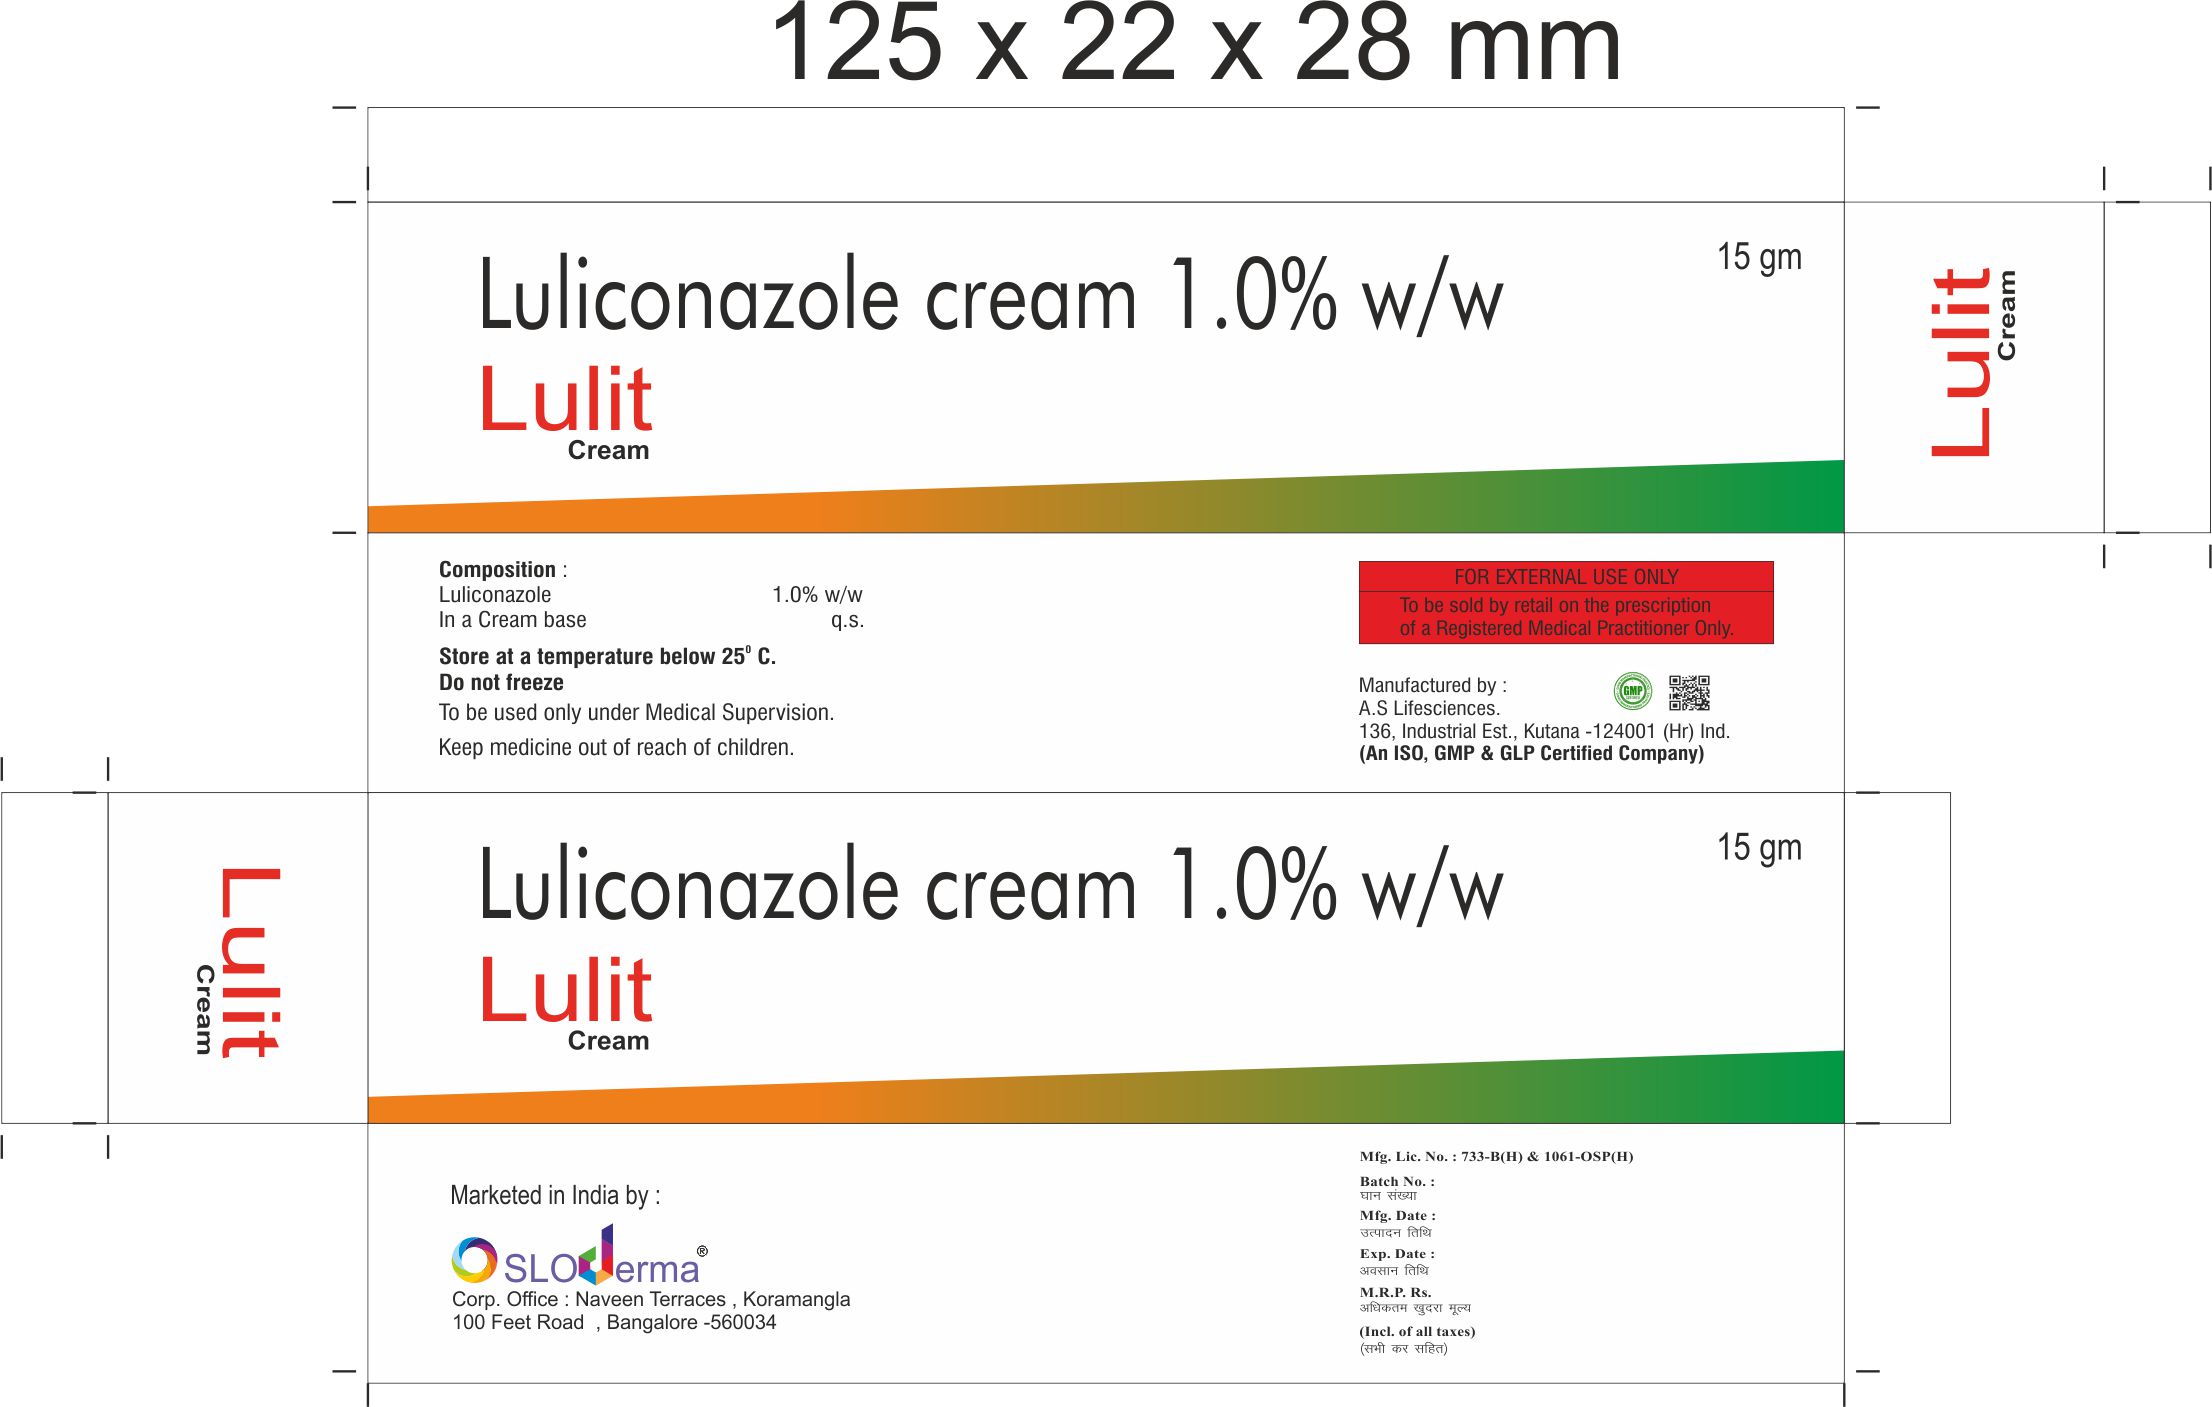 125 x 22 x 28 mm
Luliconazole cream 1.0% w/w
15 gm
Lulit
Cream
Lulit
Cream
Composition :
Luliconazole 1.0% w/w
In a Cream base q.s.
Store at a temperature below 25⁰ C.
Do not freeze
To be used only under Medical Supervision.
Keep medicine out of reach of children.
FOR EXTERNAL USE ONLY
To be sold by retail on the prescription
of a Registered Medical Practitioner Only.
Manufactured by :
GMP
A.S Lifesciences.
136, Industrial Est., Kutana -124001 (Hr) Ind.
(An ISO, GMP & GLP Certified Company)
Luliconazole cream 1.0% w/w
15 gm
Lulit
Cream
Lulit
Cream
Marketed in India by :
OSLOderma®
Corp. Office : Naveen Terraces , Koramangla
100 Feet Road , Bangalore -560034
Mfg. Lic. No. : 733-B(H) & 1061-OSP(H)
Batch No. :
घान संख्या
Mfg. Date :
उत्पादन तिथि
Exp. Date :
अवसान तिथि
M.R.P. Rs.
अधिकतम खुदरा मूल्य
(Incl. of all taxes)
(सभी कर सहित)